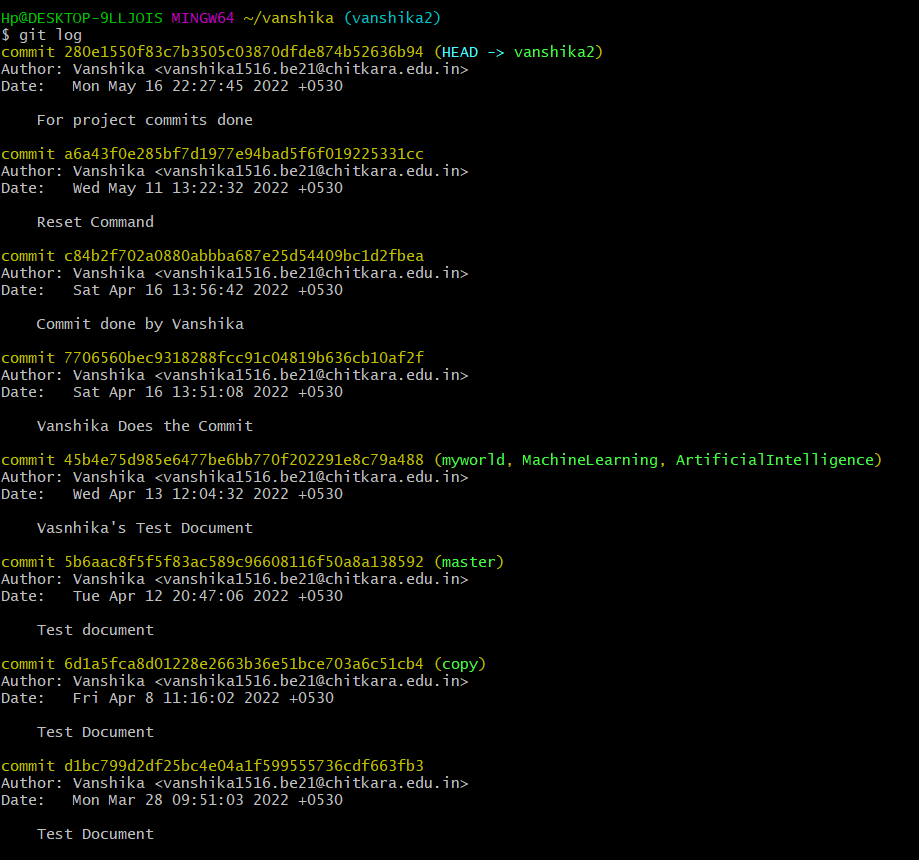 Hp@DESKTOP-9LLJOIS MINGW64 ~/vanshika (vanshika2)
$ git log
commit 280e1550f83c7b3505c03870dfde874b52636b94 (HEAD -> vanshika2)
Author: Vanshika <vanshika1516.be21@chitkara.edu.in>
Date:   Mon May 16 22:27:45 2022 +0530
    For project commits done
commit a6a43f0e285bf7d1977e94bad5f6f019225331cc
Author: Vanshika <vanshika1516.be21@chitkara.edu.in>
Date:   Wed May 11 13:22:32 2022 +0530
    Reset Command
commit c84b2f702a0880abbba687e25d54409bc1d2fbea
Author: Vanshika <vanshika1516.be21@chitkara.edu.in>
Date:   Sat Apr 16 13:56:42 2022 +0530
    Commit done by Vanshika
commit 7706560bec9318288fcc91c04819b636cb10af2f
Author: Vanshika <vanshika1516.be21@chitkara.edu.in>
Date:   Sat Apr 16 13:51:08 2022 +0530
    Vanshika Does the Commit
commit 45b4e75d985e6477be6bb770f202291e8c79a488 (myworld, MachineLearning, ArtificialIntelligence)
Author: Vanshika <vanshika1516.be21@chitkara.edu.in>
Date:   Wed Apr 13 12:04:32 2022 +0530
    Vasnhika's Test Document
commit 5b6aac8f5f5f83ac589c96608116f50a8a138592 (master)
Author: Vanshika <vanshika1516.be21@chitkara.edu.in>
Date:   Tue Apr 12 20:47:06 2022 +0530
    Test document
commit 6d1a5fca8d01228e2663b36e51bce703a6c51cb4 (copy)
Author: Vanshika <vanshika1516.be21@chitkara.edu.in>
Date:   Fri Apr 8 11:16:02 2022 +0530
    Test Document
commit d1bc799d2df25bc4e04a1f599555736cdf663fb3
Author: Vanshika <vanshika1516.be21@chitkara.edu.in>
Date:   Mon Mar 28 09:51:03 2022 +0530
    Test Document